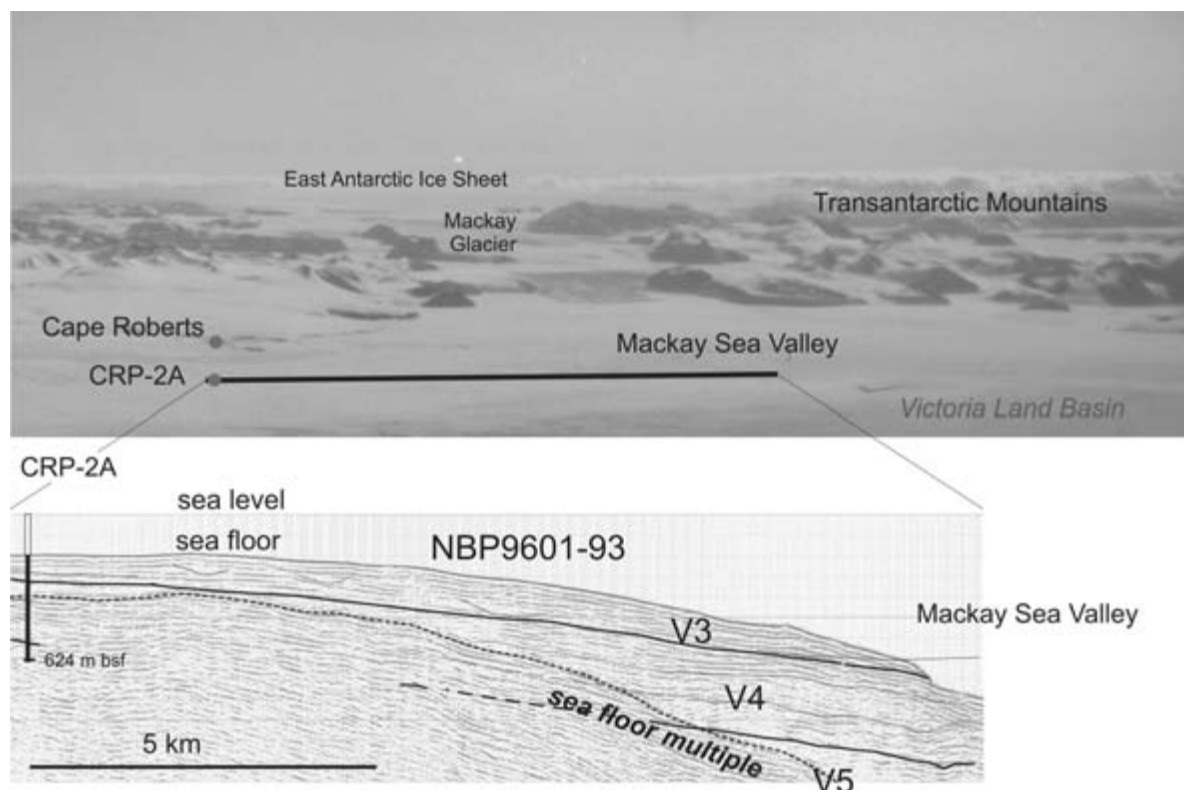 East Antarctic Ice Sheet
Transantarctic Mountains
Mackay
Glacier
Cape Roberts
Mackay Sea Valley
CRP-2A
Victoria Land Basin
CRP-2A
sea level
sea floor
NBP9601-93
Mackay Sea Valley
V3
624 m bsf
V4
sea floor multiple
5 km
V5